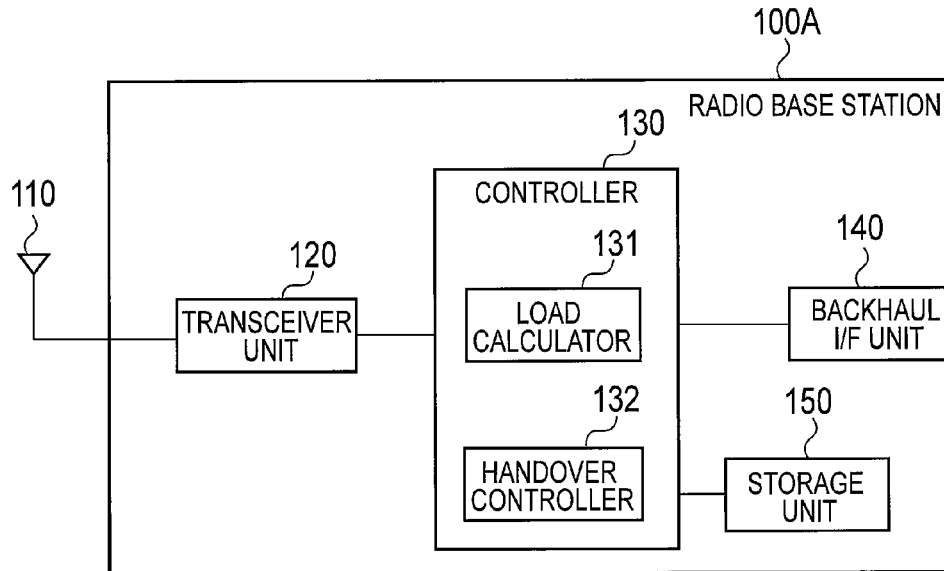 100A
RADIO BASE STATION
130
CONTROLLER
110
120
TRANSCEIVER
UNIT
131
LOAD
CALCULATOR
140
BACKHAUL
I/F UNIT
132
HANDOVER
CONTROLLER
150
STORAGE
UNIT